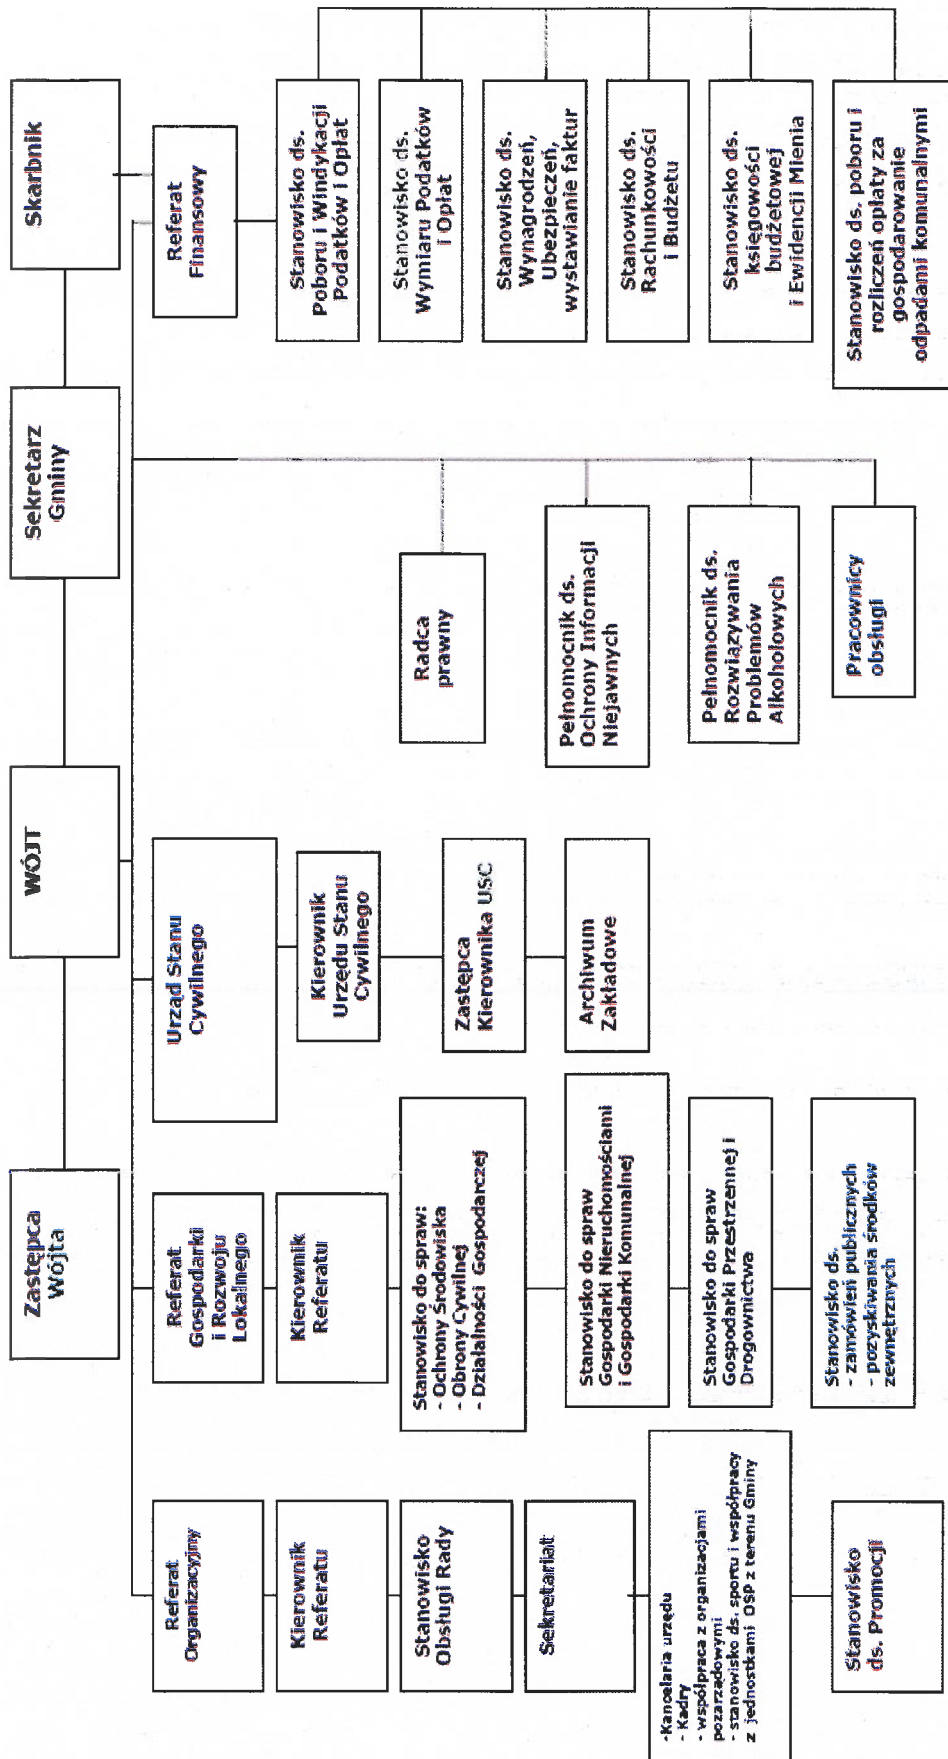 Zastępca
Wójta
WÓJT
Sekretarz
Gminy
Skarbnik
Referat
Organizacyjny
Kierownik
Referatu
Stanowisko
Obsługi Rady
Sekretariat
-Kancelaria urzędu
- Kadry
- współpraca z organizacjami
pozarządowymi
- stanowisko ds. sportu i współpracy
z jednostkami OSP z terenu Gminy
Stanowisko
ds. Promocji
Referat
Gospodarki
i Rozwoju
Lokalnego
Kierownik
Referatu
Stanowisko do spraw:
- Ochrony Środowiska
- Obrony Cywilnej
- Działalności Gospodarczej
Stanowisko do spraw
Gospodarki Nieruchomościami
i Gospodarki Komunalnej
Stanowisko do spraw
Gospodarki Przestrzennej i
Drogownictwa
Stanowisko ds.
- zamówień publicznych
- pozyskiwania środków
zewnętrznych
Urząd Stanu
Cywilnego
Kierownik
Urzędu Stanu
Cywilnego
Zastępca
Kierownika USC
Archiwum
Zakładowe
Radca
prawny
Pełnomocnik ds.
Ochrony Informacji
Niejawnych
Pełnomocnik ds.
Rozwiązywania
Problemów
Alkoholowych
Pracownicy
obsługi
Referat
Finansowy
Stanowisko ds.
Poboru i Windykacji
Podatków i Opłat
Stanowisko ds.
Wymiaru Podatków
i Opłat
Stanowisko ds.
Wynagrodzeń,
Ubezpieczeń,
wystawianie faktur
Stanowisko ds.
Rachunkowości
i Budżetu
Stanowisko ds.
księgowości
budżetowej
i Ewidencji Mienia
Stanowisko ds. poboru i
rozliczeń opłaty za
gospodarowanie
odpadami komunalnymi